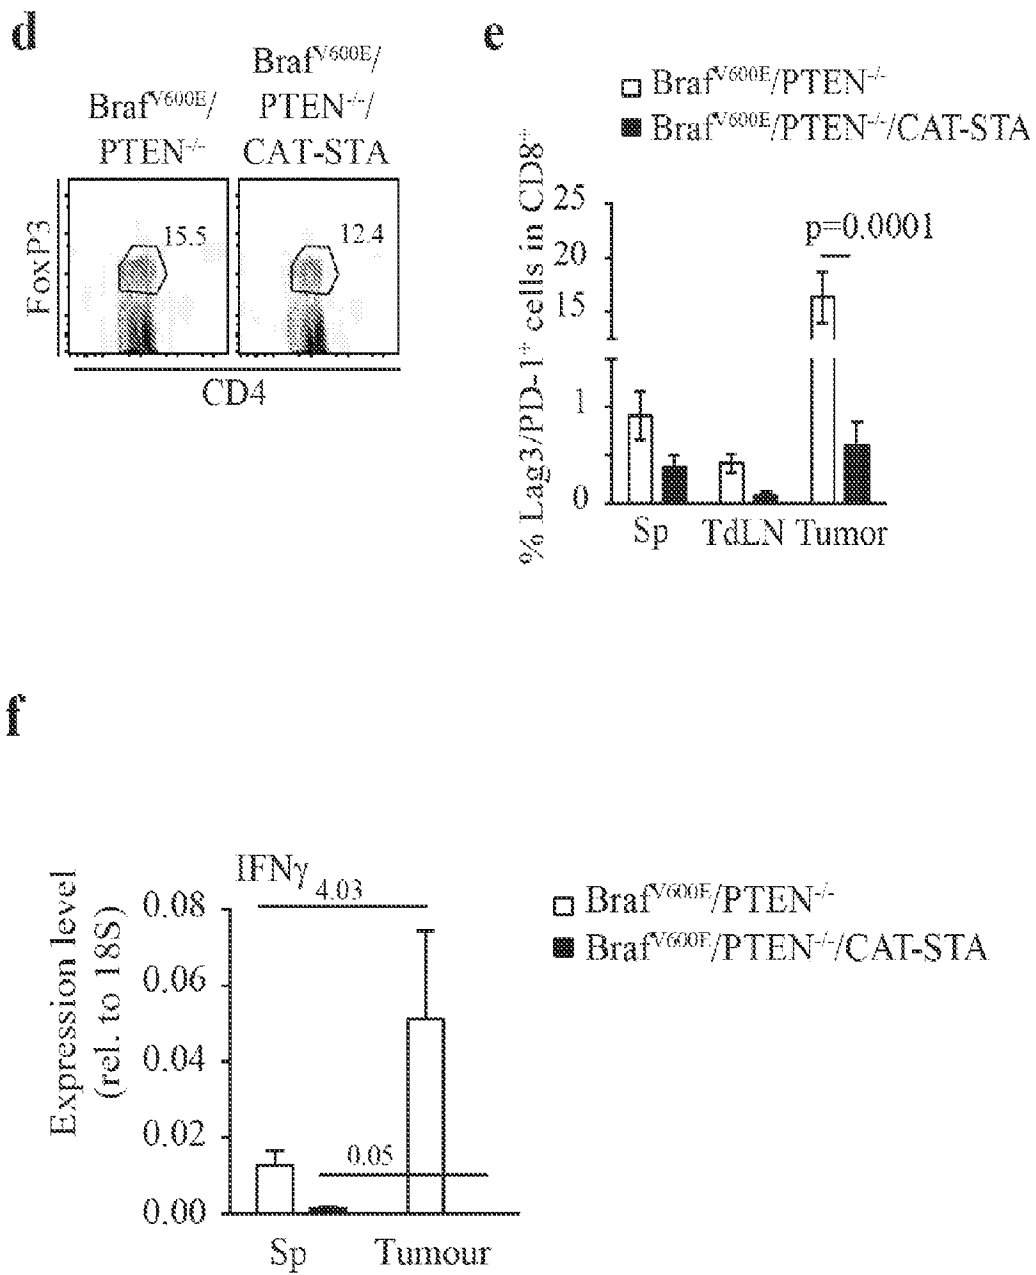 d
Braf^V600E/
PTEN^-/-
Braf^V600E/
PTEN^-/-/
CAT-STA
15.5
12.4
FoxP3
CD4
e
Braf^V600E/PTEN^-/-
Braf^V600E/PTEN^-/-/CAT-STA
% Lag3/PD-1+ cells in CD8+
25
20
15
1
0
p=0.0001
Sp TdLN Tumor
f
IFNγ
4.03
Expression level
(rel. to 18S)
0.08
0.06
0.04
0.02
0.00
0.05
Sp Tumour
Braf^V600E/PTEN^-/-
Braf^V600E/PTEN^-/-/CAT-STA